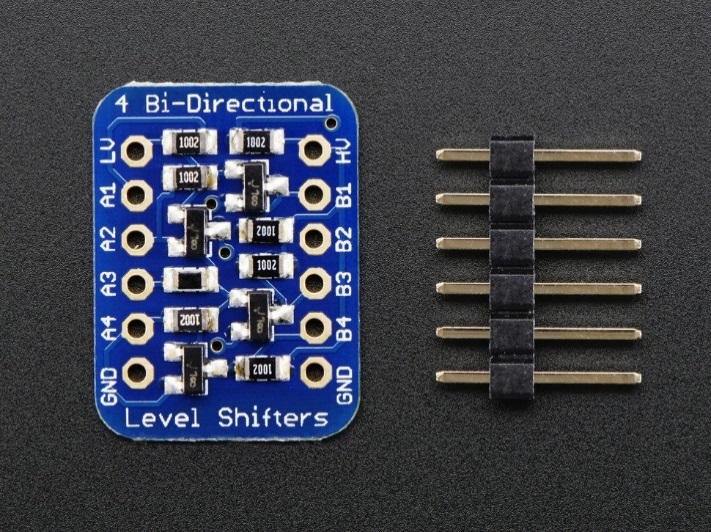 4 Bi-Directional
LV 1002 1002 HV
A1 1002 B1
A2 1002 B2
A3 1002 B3
A4 1002 B4
GND 1002 GND
Level Shifters